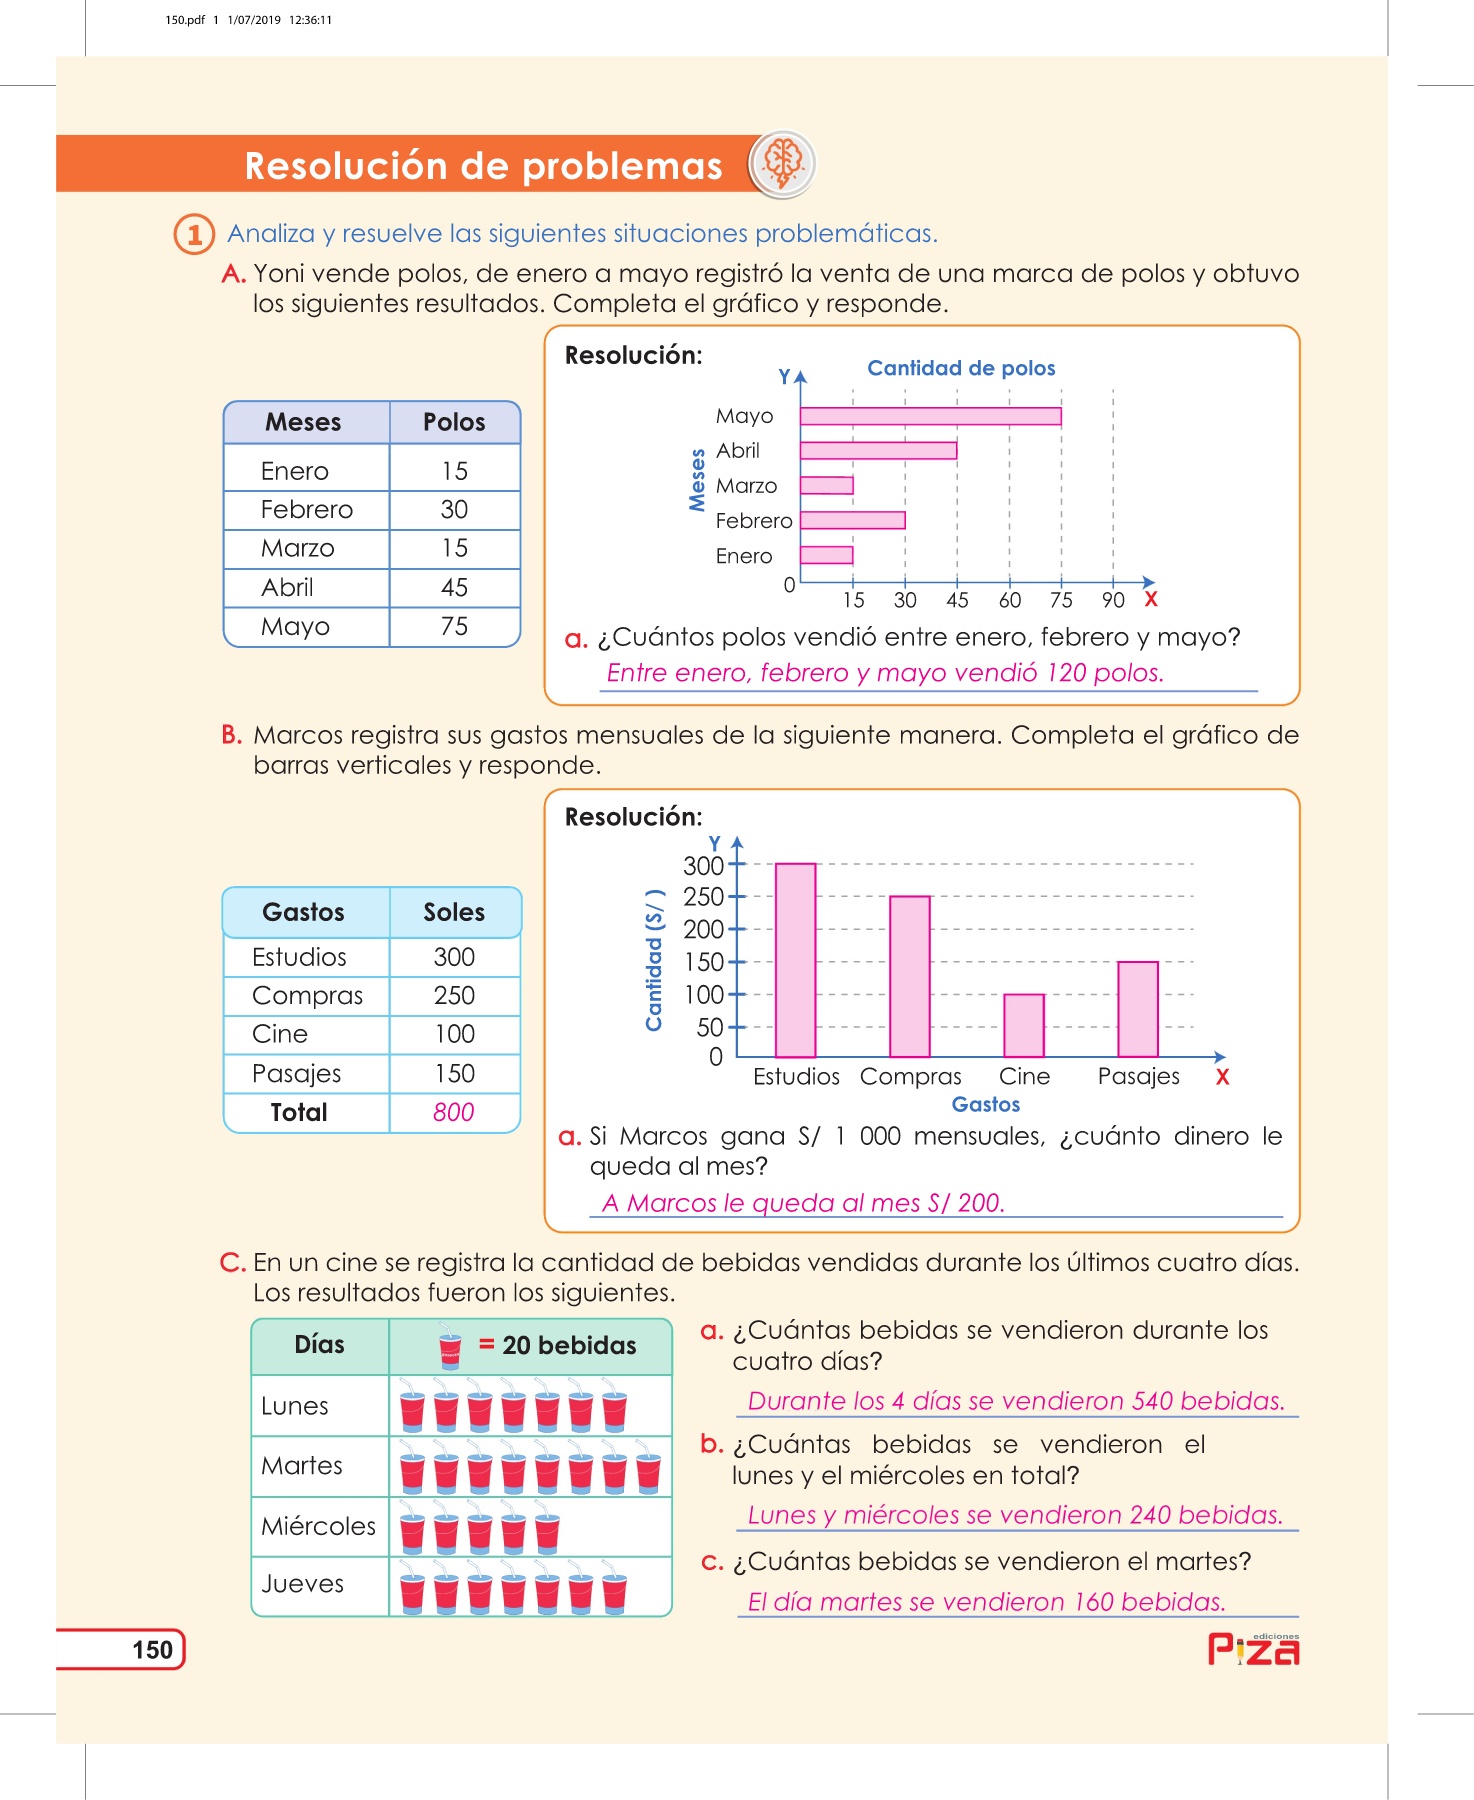 150.pdf 1 1/07/2019 12:36:11
Resolución de problemas
1 Analiza y resuelve las siguientes situaciones problemáticas.
A. Yoni vende polos, de enero a mayo registró la venta de una marca de polos y obtuvo
los siguientes resultados. Completa el gráfico y responde.
Meses Polos
Enero 15
Febrero 30
Marzo 15
Abril 45
Mayo 75
Resolución:
Y Cantidad de polos
Meses
Mayo
Abril
Marzo
Febrero
Enero
0 15 30 45 60 75 90 X
a. ¿Cuántos polos vendió entre enero, febrero y mayo?
Entre enero, febrero y mayo vendió 120 polos.
B. Marcos registra sus gastos mensuales de la siguiente manera. Completa el gráfico de
barras verticales y responde.
Gastos Soles
Estudios 300
Compras 250
Cine 100
Pasajes 150
Total 800
Resolución:
Y
Cantidad (S/ )
300
250
200
150
100
50
0
Estudios Compras Cine Pasajes X
Gastos
a. Si Marcos gana S/ 1 000 mensuales, ¿cuánto dinero le
queda al mes?
A Marcos le queda al mes S/ 200.
C. En un cine se registra la cantidad de bebidas vendidas durante los últimos cuatro días.
Los resultados fueron los siguientes.
Días = 20 bebidas
Lunes
Martes
Miércoles
Jueves
a. ¿Cuántas bebidas se vendieron durante los
cuatro días?
Durante los 4 días se vendieron 540 bebidas.
b. ¿Cuántas bebidas se vendieron el
lunes y el miércoles en total?
Lunes y miércoles se vendieron 240 bebidas.
c. ¿Cuántas bebidas se vendieron el martes?
El día martes se vendieron 160 bebidas.
150
ediciones
Piza